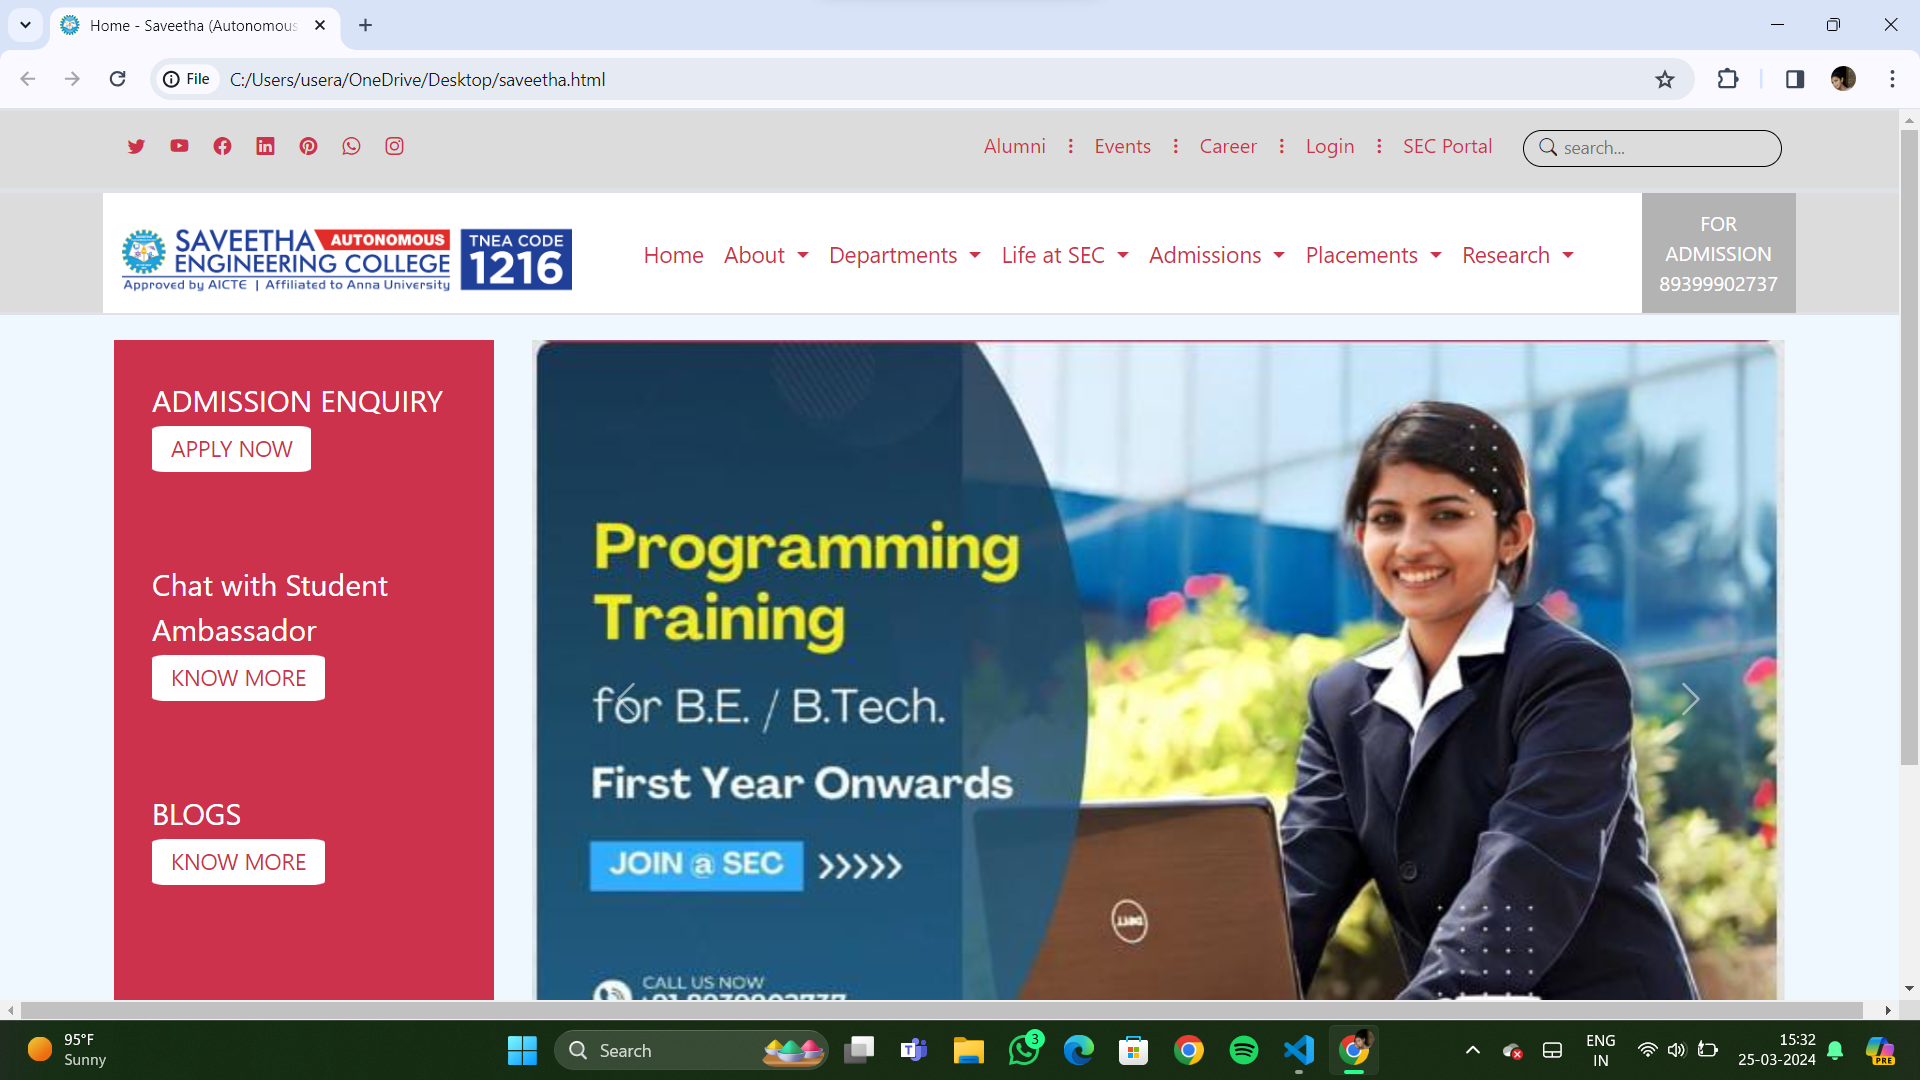 Home - Saveetha (Autonomous
File
C:/Users/usera/OneDrive/Desktop/saveetha.html
Alumni
Events
Career
Login
SEC Portal
search...
SAVEETHA AUTONOMOUS
ENGINEERING COLLEGE
Approved by AICTE | Affiliated to Anna University
TNEA CODE
1216
Home
About
Departments
Life at SEC
Admissions
Placements
Research
FOR
ADMISSION
89399902737
ADMISSION ENQUIRY
APPLY NOW
Chat with Student
Ambassador
KNOW MORE
BLOGS
KNOW MORE
Programming
Training
for B.E. / B.Tech.
First Year Onwards
JOIN @ SEC
DELL
CALL US NOW
95°F
Sunny
Search
3
ENG
IN
15:32
25-03-2024
PRE